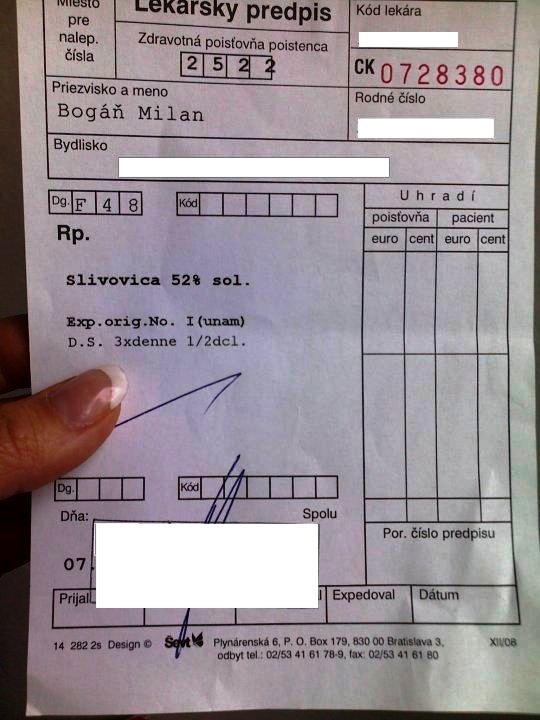 Miesto
pre
nalep.
čísla
Lekársky predpis
Zdravotná poisťovňa poistenca
2 5 2 2
Kód lekára
CK 0728380
Priezvisko a meno
Bogáň Milan
Rodné číslo
Bydlisko
Dg. F 4 8
Kód
Uhradí
poisťovňa pacient
euro cent euro cent
Rp.
Slivovica 52% sol.
Exp.orig.No. I(unam)
D.S. 3xdenne 1/2dcl.
Dg.
Kód
Dňa:
Spolu
07.
Por. číslo predpisu
Prijal
Expedoval
Dátum
14 282 2s Design © Ševt Plynárenská 6, P. O. Box 179, 830 00 Bratislava 3, XII/08
odbyt tel.: 02/53 41 61 78-9, fax: 02/53 41 61 80